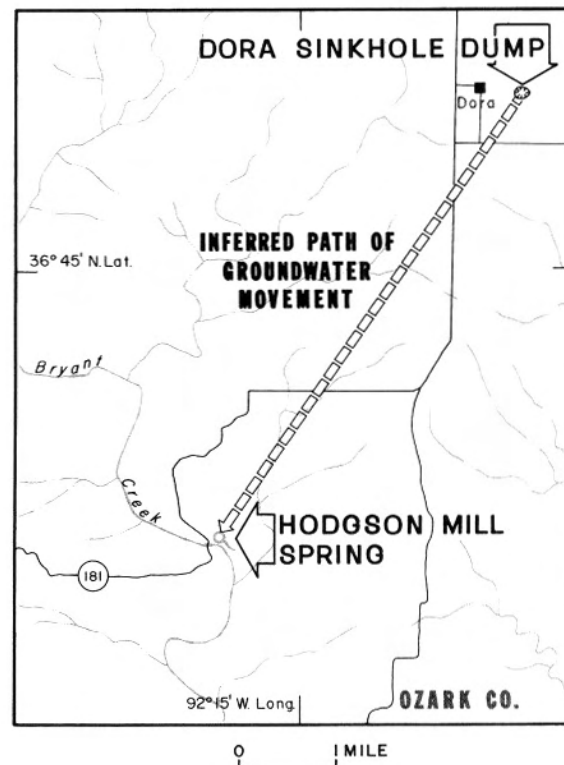 DORA SINKHOLE DUMP
Dora
INFERRED PATH OF
GROUNDWATER
MOVEMENT
36° 45' N.Lat.
Bryant
Creek
HODGSON MILL
SPRING
181
92°15' W. Long.
OZARK CO.
0 1 MILE